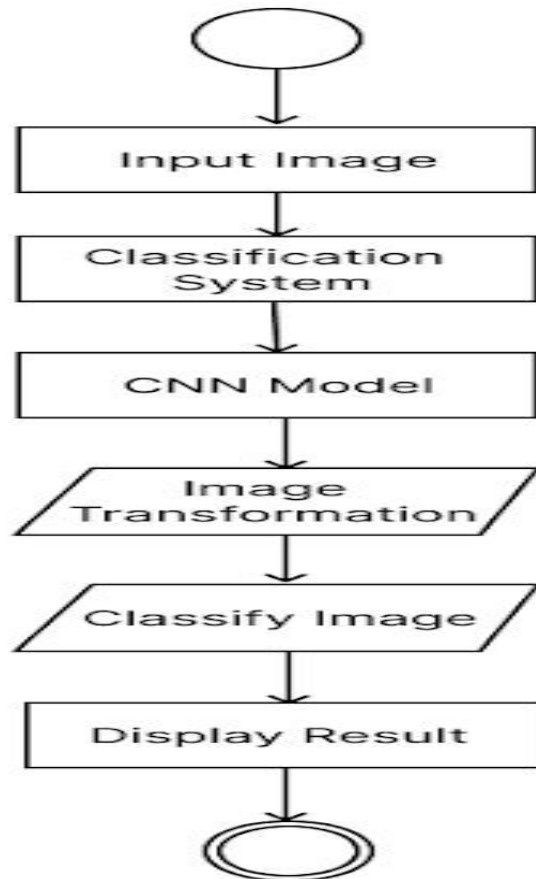 Input Image
Classification
System
CNN Model
Image
Transformation
Classify Image
Display Result